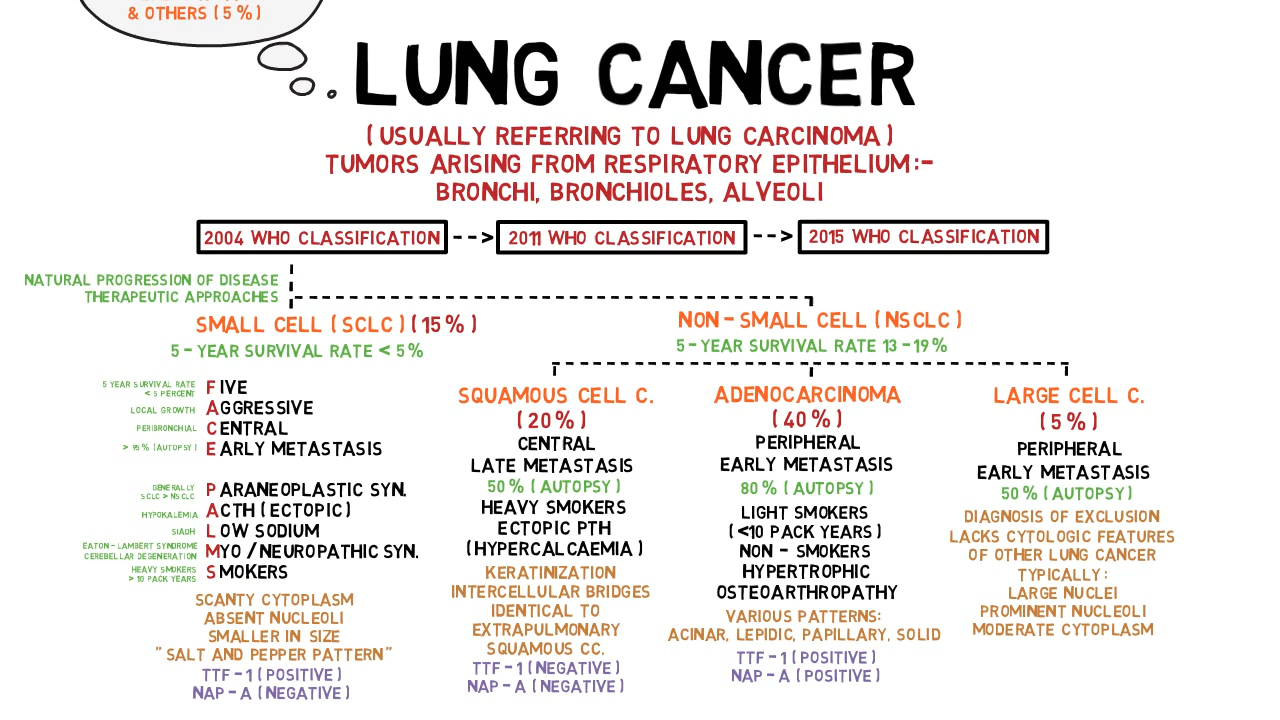 & OTHERS (5%)
LUNG CANCER
(USUALLY REFERRING TO LUNG CARCINOMA)
TUMORS ARISING FROM RESPIRATORY EPITHELIUM:-
BRONCHI, BRONCHIOLES, ALVEOLI
2004 WHO CLASSIFICATION --> 2011 WHO CLASSIFICATION --> 2015 WHO CLASSIFICATION
NATURAL PROGRESSION OF DISEASE
THERAPEUTIC APPROACHES
SMALL CELL (SCLC) (15%)
5-YEAR SURVIVAL RATE < 5%
5 YEAR SURVIVAL RATE
< 5 PERCENT
FIVE
LOCAL GROWTH AGGRESSIVE
PERIBRONCHIAL CENTRAL
> 95% (AUTOPSY) EARLY METASTASIS
GENERALLY
SCLC > NSCLC
PARANEOPLASTIC SYN.
HYPOKALEMIA ACTH (ECTOPIC)
SIADH LOW SODIUM
EATON-LAMBERT SYNDROME
CEREBELLAR DEGENERATION
MYO/NEUROPATHIC SYN.
HEAVY SMOKERS
> 10 PACK YEARS
SMOKERS
SCANTY CYTOPLASM
ABSENT NUCLEOLI
SMALLER IN SIZE
"SALT AND PEPPER PATTERN"
TTF-1 (POSITIVE)
NAP-A (NEGATIVE)
NON-SMALL CELL (NSCLC)
5-YEAR SURVIVAL RATE 13-19%
SQUAMOUS CELL C.
(20%)
CENTRAL
LATE METASTASIS
50% (AUTOPSY)
HEAVY SMOKERS
ECTOPIC PTH
(HYPERCALCAEMIA)
KERATINIZATION
INTERCELLULAR BRIDGES
IDENTICAL TO
EXTRAPULMONARY
SQUAMOUS CC.
TTF-1 (NEGATIVE)
NAP-A (NEGATIVE)
ADENOCARCINOMA
(40%)
PERIPHERAL
EARLY METASTASIS
80% (AUTOPSY)
LIGHT SMOKERS
(<10 PACK YEARS)
NON-SMOKERS
HYPERTROPHIC
OSTEOARTHROPATHY
VARIOUS PATTERNS:
ACINAR, LEPIDIC, PAPILLARY, SOLID
TTF-1 (POSITIVE)
NAP-A (POSITIVE)
LARGE CELL C.
(5%)
PERIPHERAL
EARLY METASTASIS
50% (AUTOPSY)
DIAGNOSIS OF EXCLUSION
LACKS CYTOLOGIC FEATURES
OF OTHER LUNG CANCER
TYPICALLY:
LARGE NUCLEI
PROMINENT NUCLEOLI
MODERATE CYTOPLASM